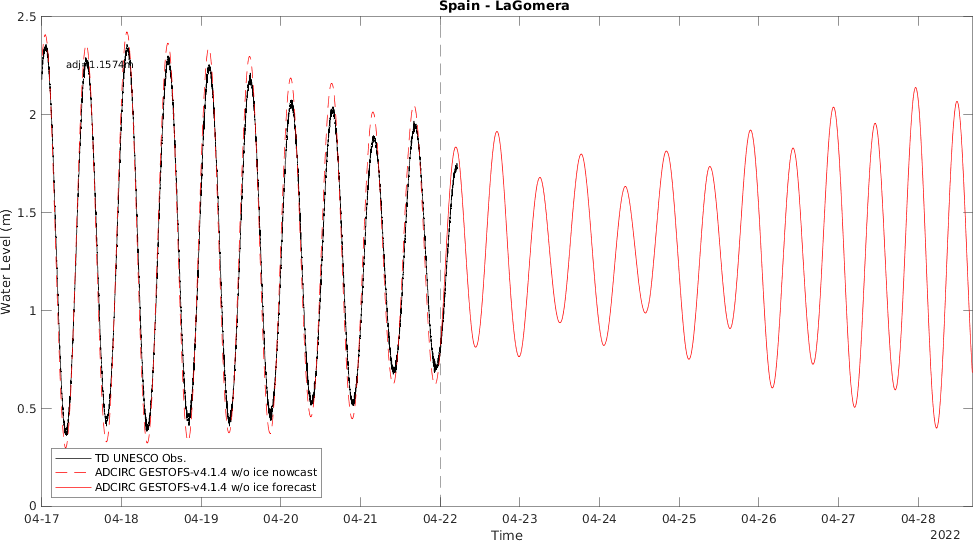 Spain - LaGomera
2.5
2
1.5
1
0.5
0
Water Level (m)
adj=1.1574m
TD UNESCO Obs.
ADCIRC GESTOFS-v4.1.4 w/o ice nowcast
ADCIRC GESTOFS-v4.1.4 w/o ice forecast
04-17 04-18 04-19 04-20 04-21 04-22 04-23 04-24 04-25 04-26 04-27 04-28
Time
2022